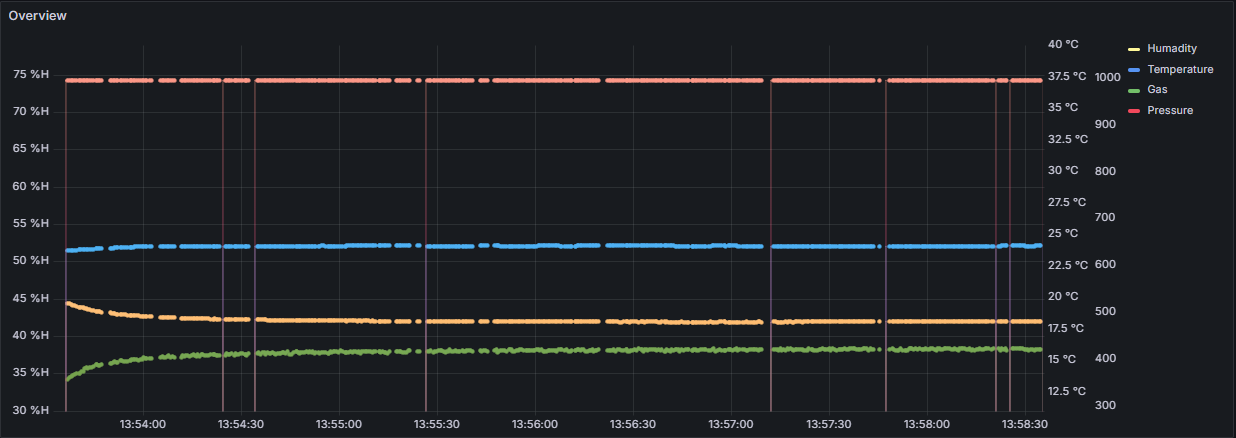 Overview
75 %H
70 %H
65 %H
60 %H
55 %H
50 %H
45 %H
40 %H
35 %H
30 %H
13:54:00 13:54:30 13:55:00 13:55:30 13:56:00 13:56:30 13:57:00 13:57:30 13:58:00 13:58:30
40 °C
37.5 °C
35 °C
32.5 °C
30 °C
27.5 °C
25 °C
22.5 °C
20 °C
17.5 °C
15 °C
12.5 °C
1000
900
800
700
600
500
400
300
Humadity
Temperature
Gas
Pressure